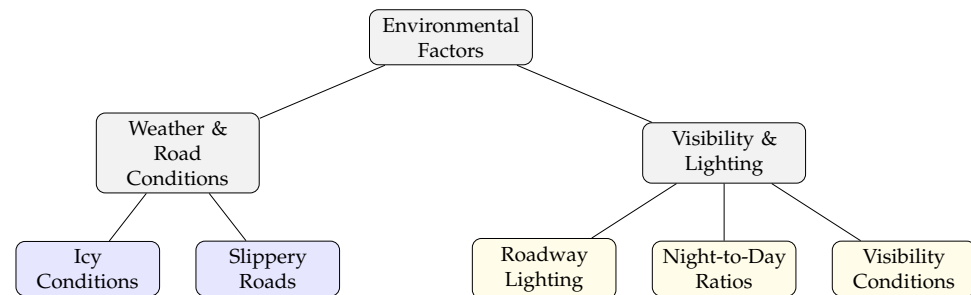 Environmental
Factors
Weather &
Road
Conditions
Visibility &
Lighting
Icy
Conditions
Slippery
Roads
Roadway
Lighting
Night-to-Day
Ratios
Visibility
Conditions